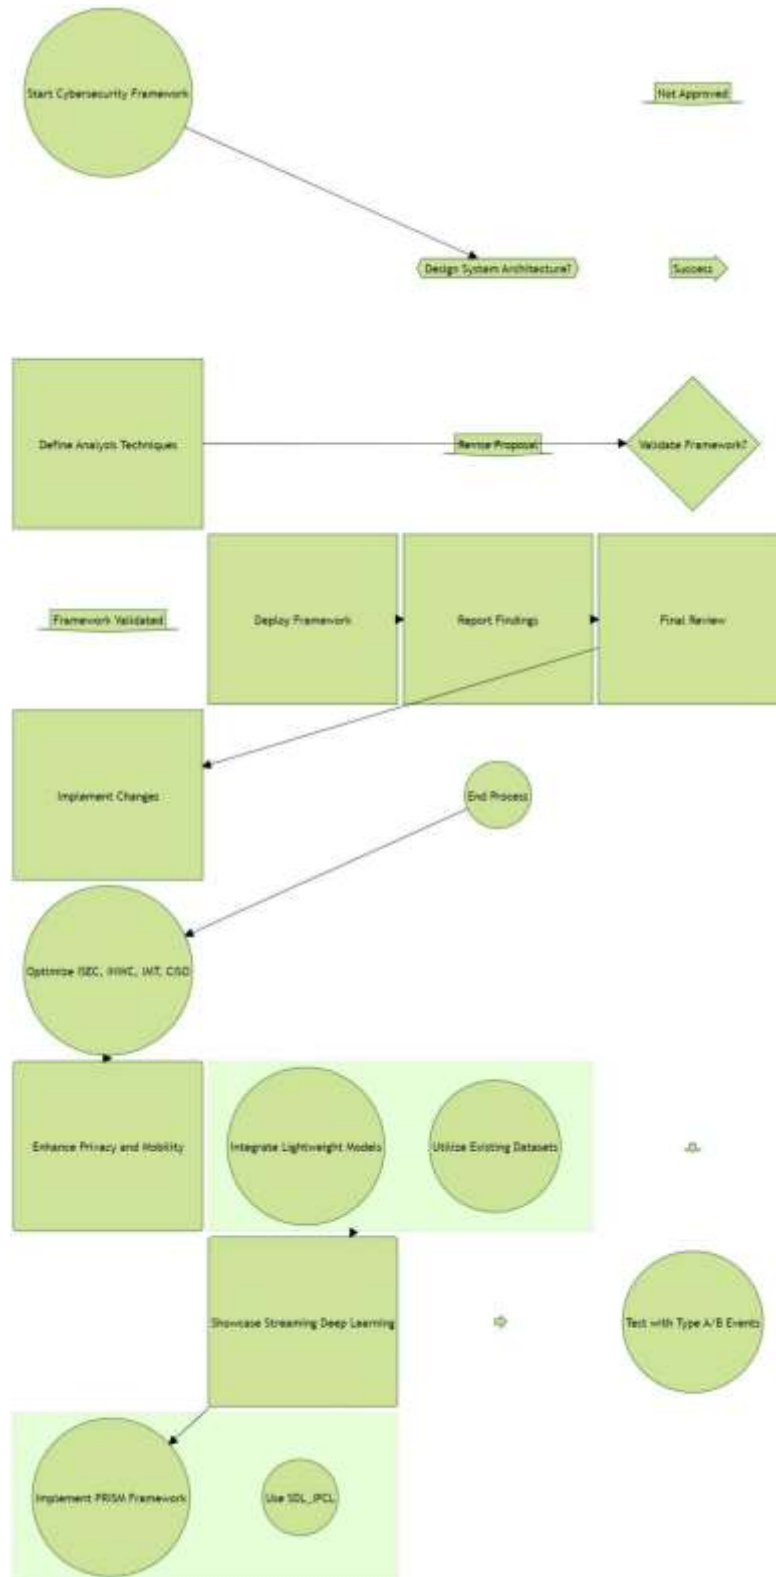 Start Cybersecurity Framework
Not Approved
Design System Architecture?
Success
Define Analysis Techniques
Revise Proposal
Validate Framework?
Framework Validated
Deploy Framework
Report Findings
Final Review
Implement Changes
End Process
Optimize ISEC, IMT, CISO
Enhance Privacy and Mobility
Integrate Lightweight Models
Utilize Existing Datasets
Showcase Streaming Deep Learning
Test with Type A/B Events
Implement PRISM Framework
Use SDL_IPCL